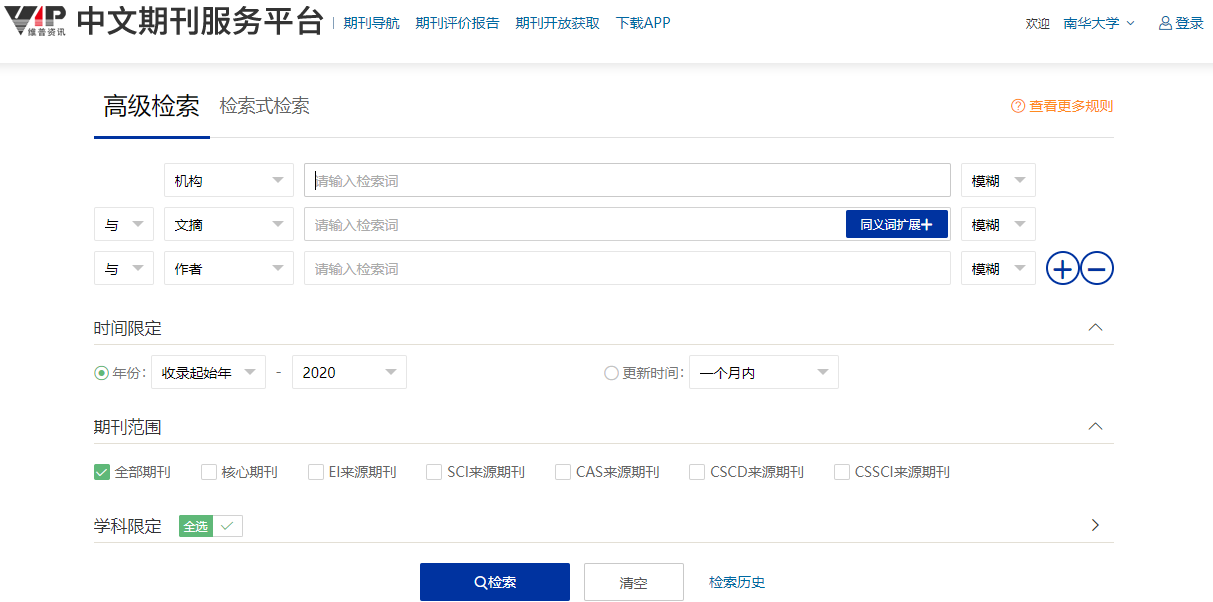 VIP 维普资讯 中文期刊服务平台 期刊导航 期刊评价报告 期刊开放获取 下载APP 欢迎 南华大学 登录
高级检索 检索式检索 查看更多规则
机构 请输入检索词 模糊
与 文摘 请输入检索词 同义词扩展+ 模糊
与 作者 请输入检索词 模糊
时间限定
年份: 收录起始年 - 2020 更新时间: 一个月内
期刊范围
全部期刊 核心期刊 EI来源期刊 SCI来源期刊 CAS来源期刊 CSCD来源期刊 CSSCI来源期刊
学科限定 全选
检索 清空 检索历史